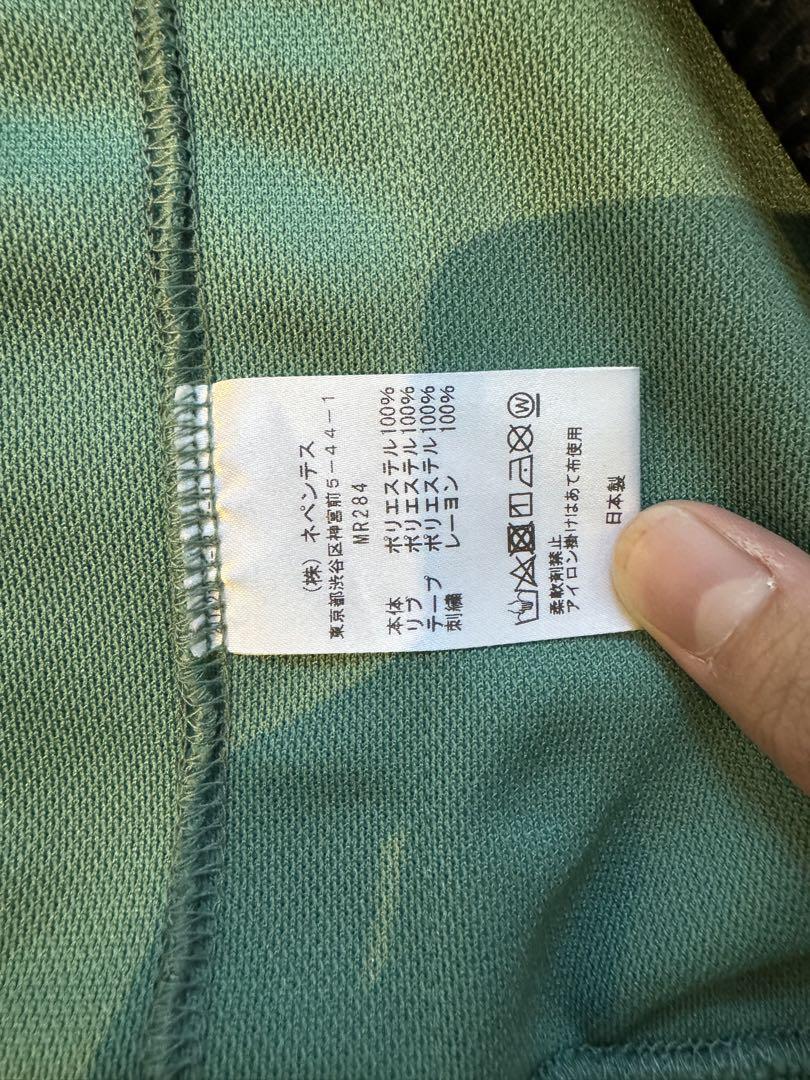 (株) ネペンテス
東京都渋谷区神宮前5-44-1
MR284
本体 ポリエステル100%
リブ ポリエステル100%
テープ ポリエステル100%
刺繍 レーヨン 100%
W
柔軟剤禁止
アイロン掛けはあて布使用
日本製